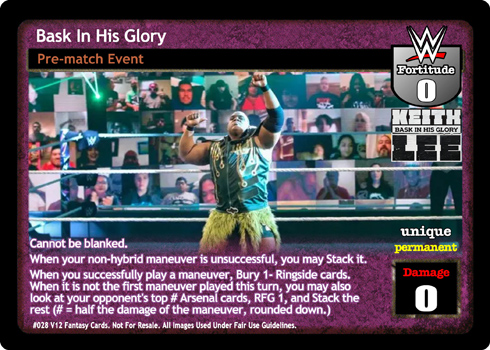 Bask In His Glory
Pre-match Event
W
Fortitude
0
KEITH
BASK IN HIS GLORY
LEE
unique
permanent
Damage
0
Cannot be blanked.
When your non-hybrid maneuver is unsuccessful, you may Stack it.
When you successfully play a maneuver, Bury 1- Ringside cards.
When it is not the first maneuver played this turn, you may also
look at your opponent's top # Arsenal cards, RFG 1, and Stack the
rest (# = half the damage of the maneuver, rounded down.)
#028 V12 Fantasy Cards. Not For Resale. All Images Used Under Fair Use Guidelines.